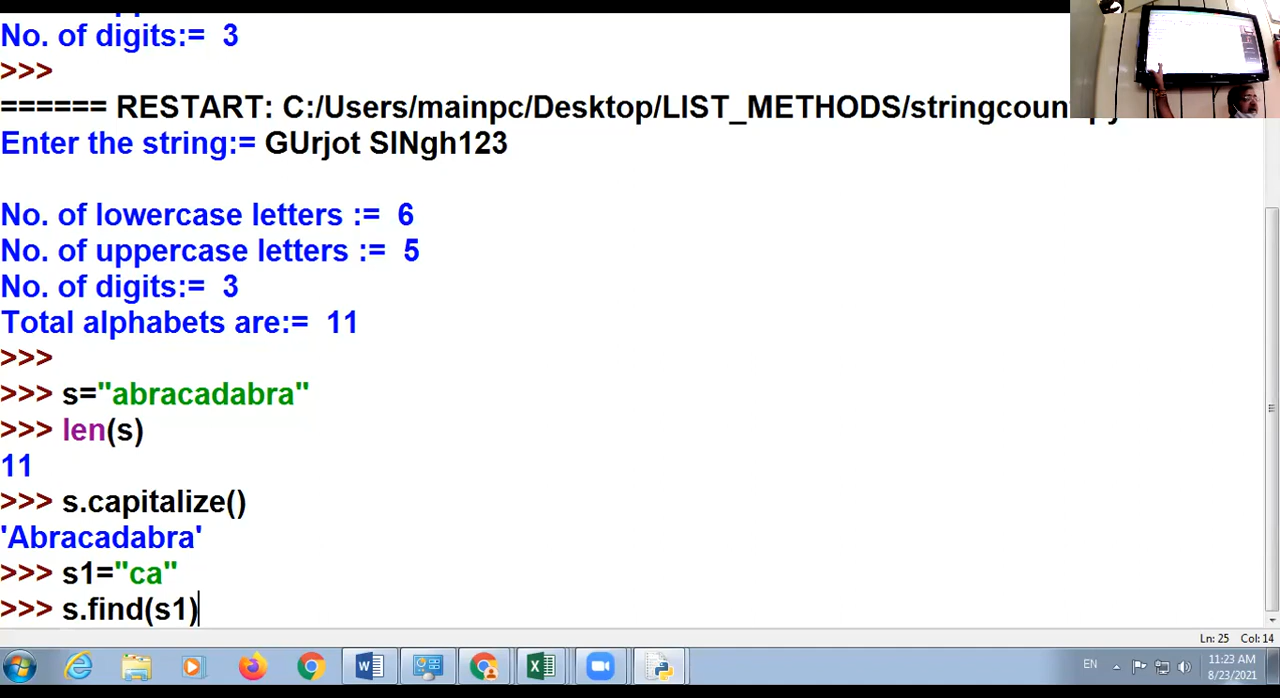 No. of digits:= 3
>>>
====== RESTART: C:/Users/mainpc/Desktop/LIST_METHODS/stringcoun
Enter the string:= GUrjot SINgh123
No. of lowercase letters := 6
No. of uppercase letters := 5
No. of digits:= 3
Total alphabets are:= 11
>>>
>>> s="abracadabra"
>>> len(s)
11
>>> s.capitalize()
'Abracadabra'
>>> s1="ca"
>>> s.find(s1)
Ln: 25 Col: 14
EN
11:23 AM
8/23/2021